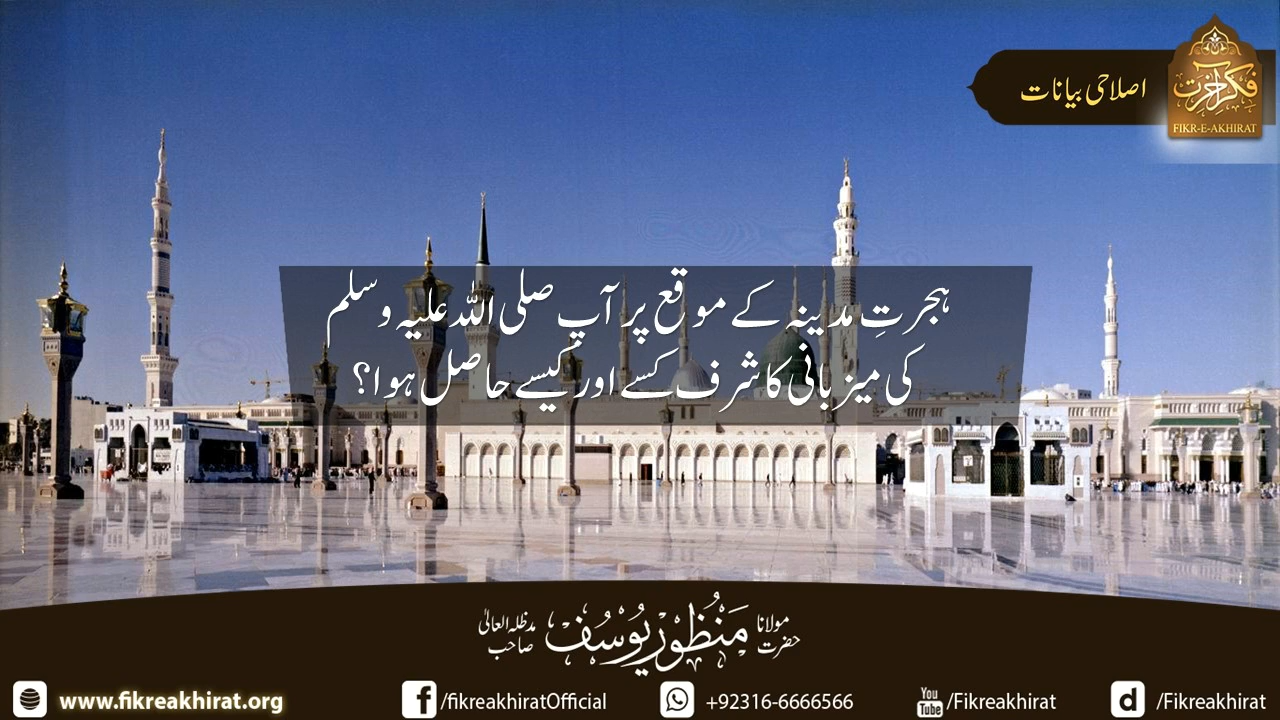 اصلاحی بیانات
فکرِ آخرت
FIKR-E-AKHIRAT
ہجرتِ مدینہ کے موقع پر آپ صلی اللہ علیہ وسلم
کی میزبانی کا شرف کسے اور کیسے حاصل ہوا؟
حضرت مولانا مَنْظُور يُوسُف صاحب مدظلہ العالیٰ
www.fikreakhirat.org
/fikreakhiratOfficial
+92316-6666566
You Tube /Fikreakhirat
d /Fikreakhirat